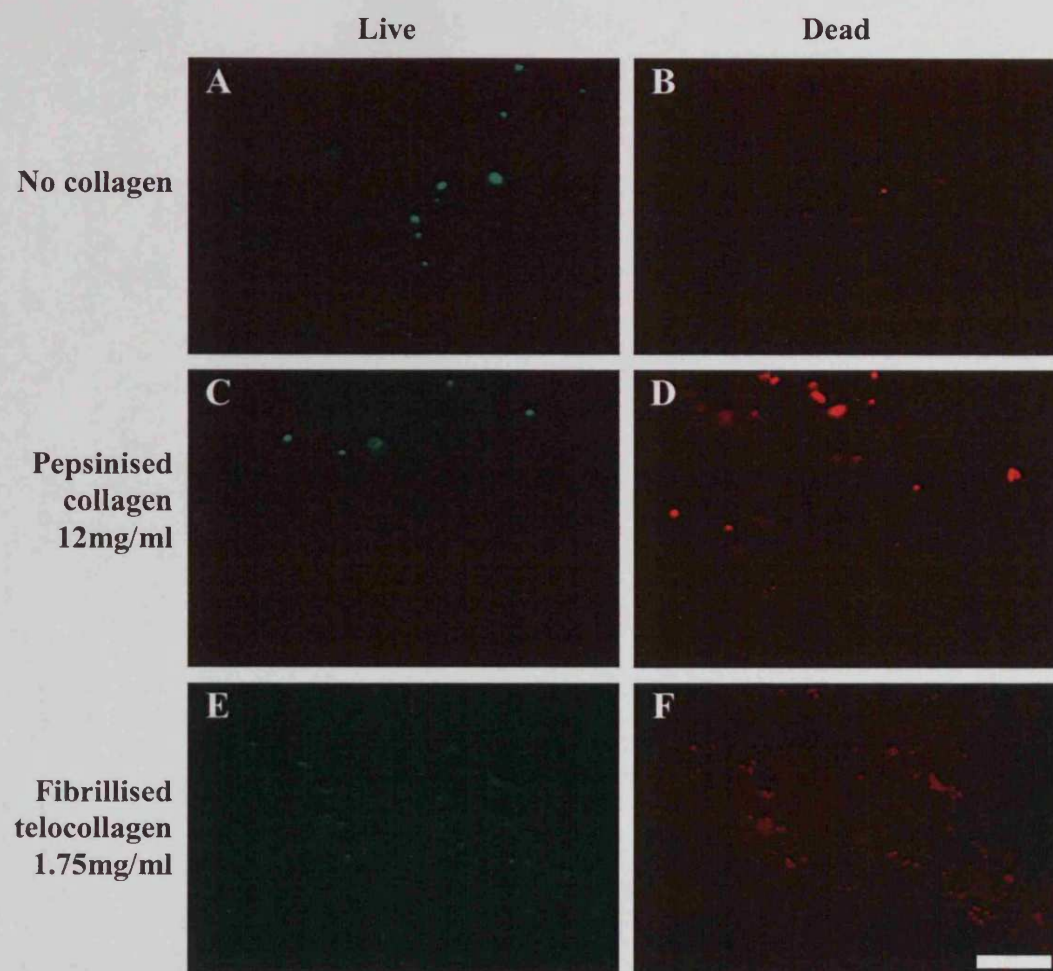 Live
Dead
No collagen
A
B
Pepsinised
collagen
12mg/ml
C
D
Fibrillised
telocollagen
1.75mg/ml
E
F